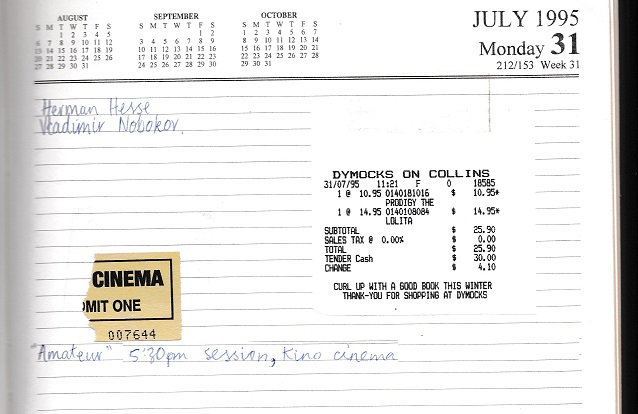 AUGUST
S M T W T F S
1 2 3 4 5
6 7 8 9 10 11 12
13 14 15 16 17 18 19
20 21 22 23 24 25 26
27 28 29 30 31
SEPTEMBER
S M T W T F S
1 2
3 4 5 6 7 8 9
10 11 12 13 14 15 16
17 18 19 20 21 22 23
24 25 26 27 28 29 30
OCTOBER
S M T W T F S
1 2 3 4 5 6 7
8 9 10 11 12 13 14
15 16 17 18 19 20 21
22 23 24 25 26 27 28
29 30 31
JULY 1995
Monday 31
212/153 Week 31
Herman Hesse
Vladimir Nobokov.
DYMOCKS ON COLLINS
31/07/95 11:21 F 0 18585
1 @ 10.95 0140181016 $ 10.95*
PRODIGY THE
1 @ 14.95 0140108084 $ 14.95*
LOLITA
SUBTOTAL $ 25.90
SALES TAX @ 0.00% $ 0.00
TOTAL $ 25.90
TENDER Cash $ 30.00
CHANGE $ 4.10
CURL UP WITH A GOOD BOOK THIS WINTER
THANK-YOU FOR SHOPPING AT DYMOCKS
CINEMA
MIT ONE
007644
"Amateur" 5:30pm session, Kino cinema